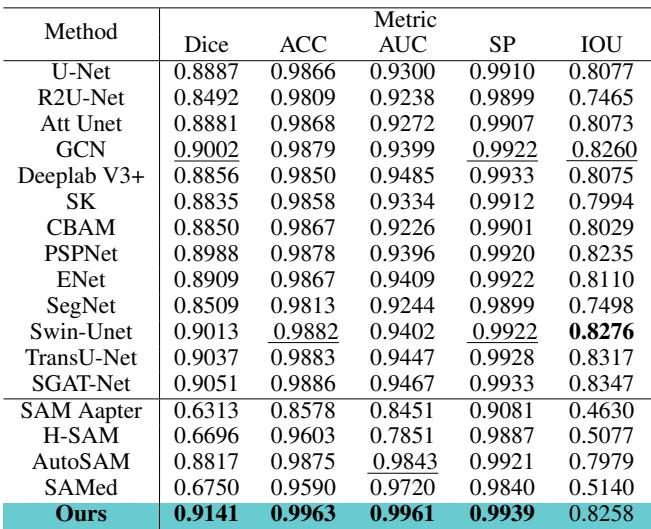 Method Metric
Dice ACC AUC SP IOU
U-Net 0.8887 0.9866 0.9300 0.9910 0.8077
R2U-Net 0.8492 0.9809 0.9238 0.9899 0.7465
Att Unet 0.8881 0.9868 0.9272 0.9907 0.8073
GCN 0.9002 0.9879 0.9399 0.9922 0.8260
Deeplab V3+ 0.8856 0.9850 0.9485 0.9933 0.8075
SK 0.8835 0.9858 0.9334 0.9912 0.7994
CBAM 0.8850 0.9867 0.9226 0.9901 0.8029
PSPNet 0.8988 0.9878 0.9396 0.9920 0.8235
ENet 0.8909 0.9867 0.9409 0.9922 0.8110
SegNet 0.8509 0.9813 0.9244 0.9899 0.7498
Swin-Unet 0.9013 0.9882 0.9402 0.9922 0.8276
TransU-Net 0.9037 0.9883 0.9447 0.9928 0.8317
SGAT-Net 0.9051 0.9886 0.9467 0.9933 0.8347
SAM Aapter 0.6313 0.8578 0.8451 0.9081 0.4630
H-SAM 0.6696 0.9603 0.7851 0.9887 0.5077
AutoSAM 0.8817 0.9875 0.9843 0.9921 0.7979
SAMed 0.6750 0.9590 0.9720 0.9840 0.5140
Ours 0.9141 0.9963 0.9961 0.9939 0.8258